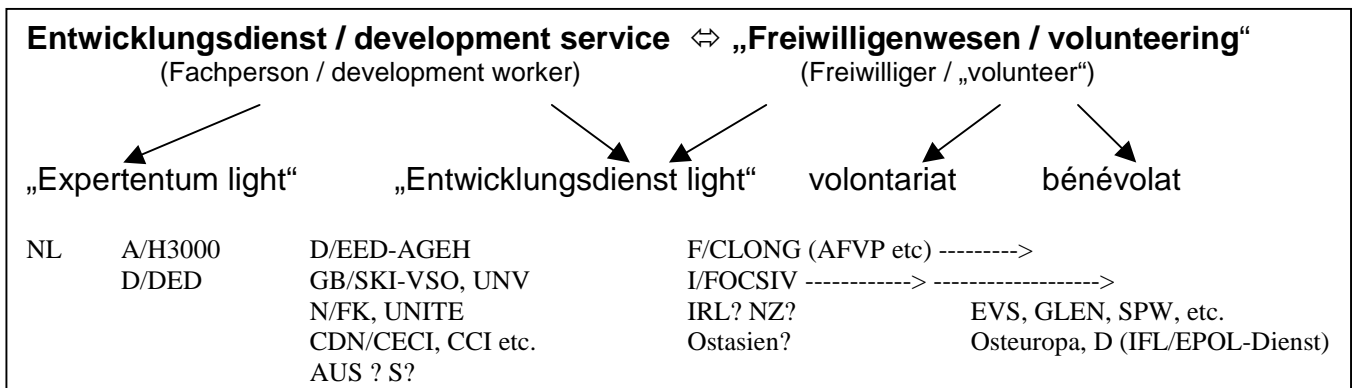 Entwicklungsdienst / development service ⇔ „Freiwilligenwesen / volunteering“
(Fachperson / development worker) (Freiwilliger / „volunteer“)
„Expertentum light“ „Entwicklungsdienst light“ volontariat bénévolat
NL A/H3000 D/EED-AGEH F/CLONG (AFVP etc) --------->
D/DED GB/SKI-VSO, UNV I/FOCSIV ------------> ------------------->
N/FK, UNITE IRL? NZ? EVS, GLEN, SPW, etc.
CDN/CECI, CCI etc. Ostasien? Osteuropa, D (IFL/EPOL-Dienst)
AUS ? S?